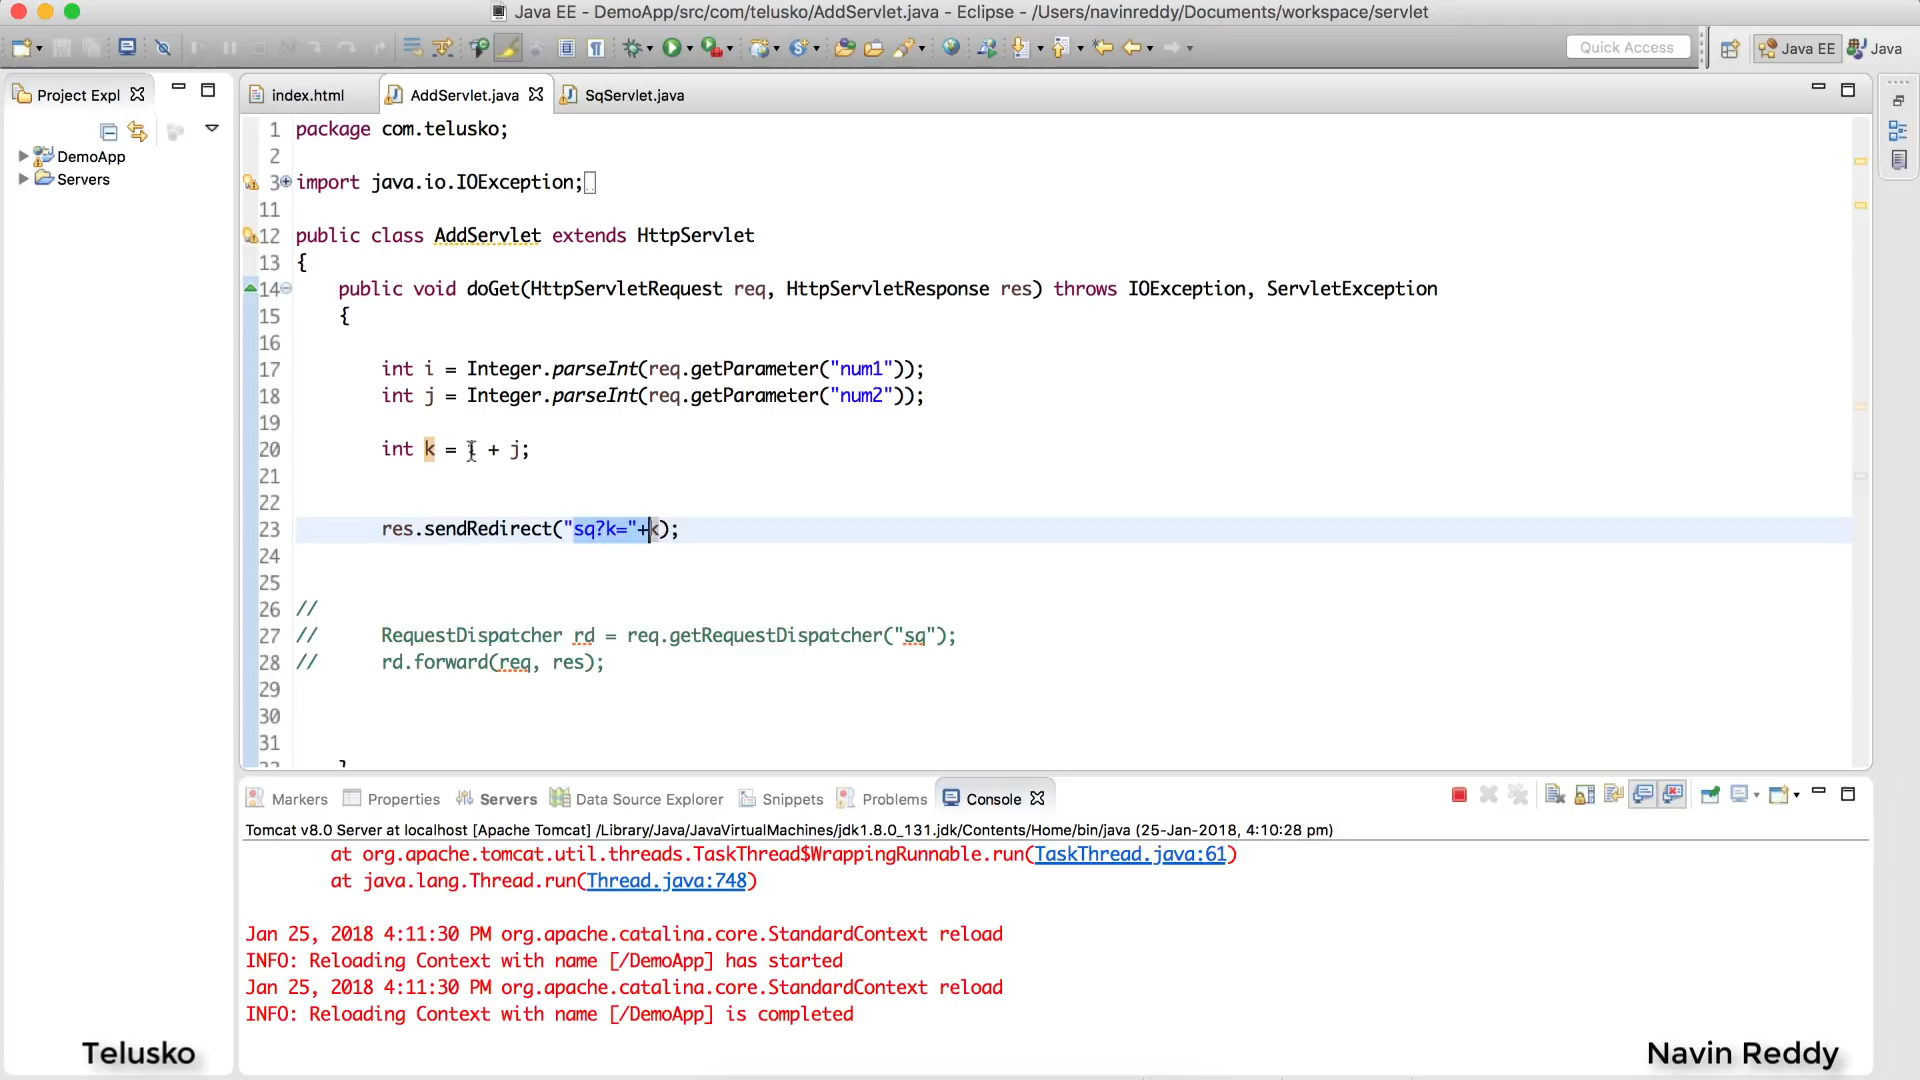 Java EE - DemoApp/src/com/telusko/AddServlet.java - Eclipse - /Users/navinreddy/Documents/workspace/servlet
Quick Access
Java EE
Java
Project Expl
index.html
AddServlet.java
SqServlet.java
DemoApp
Servers
1 package com.telusko;
2
3 import java.io.IOException;
11
12 public class AddServlet extends HttpServlet
13 {
14 public void doGet(HttpServletRequest req, HttpServletResponse res) throws IOException, ServletException
15 {
16
17 int i = Integer.parseInt(req.getParameter("num1"));
18 int j = Integer.parseInt(req.getParameter("num2"));
19
20 int k = i + j;
21
22
23 res.sendRedirect("sq?k="+k);
24
25
26 //
27 // RequestDispatcher rd = req.getRequestDispatcher("sq");
28 // rd.forward(req, res);
29
30
31
}
Markers
Properties
Servers
Data Source Explorer
Snippets
Problems
Console
Tomcat v8.0 Server at localhost [Apache Tomcat] /Library/Java/JavaVirtualMachines/jdk1.8.0_131.jdk/Contents/Home/bin/java (25-Jan-2018, 4:10:28 pm)
at org.apache.tomcat.util.threads.TaskThread$WrappingRunnable.run(TaskThread.java:61)
at java.lang.Thread.run(Thread.java:748)
Jan 25, 2018 4:11:30 PM org.apache.catalina.core.StandardContext reload
INFO: Reloading Context with name [/DemoApp] has started
Jan 25, 2018 4:11:30 PM org.apache.catalina.core.StandardContext reload
INFO: Reloading Context with name [/DemoApp] is completed
Telusko
Navin Reddy